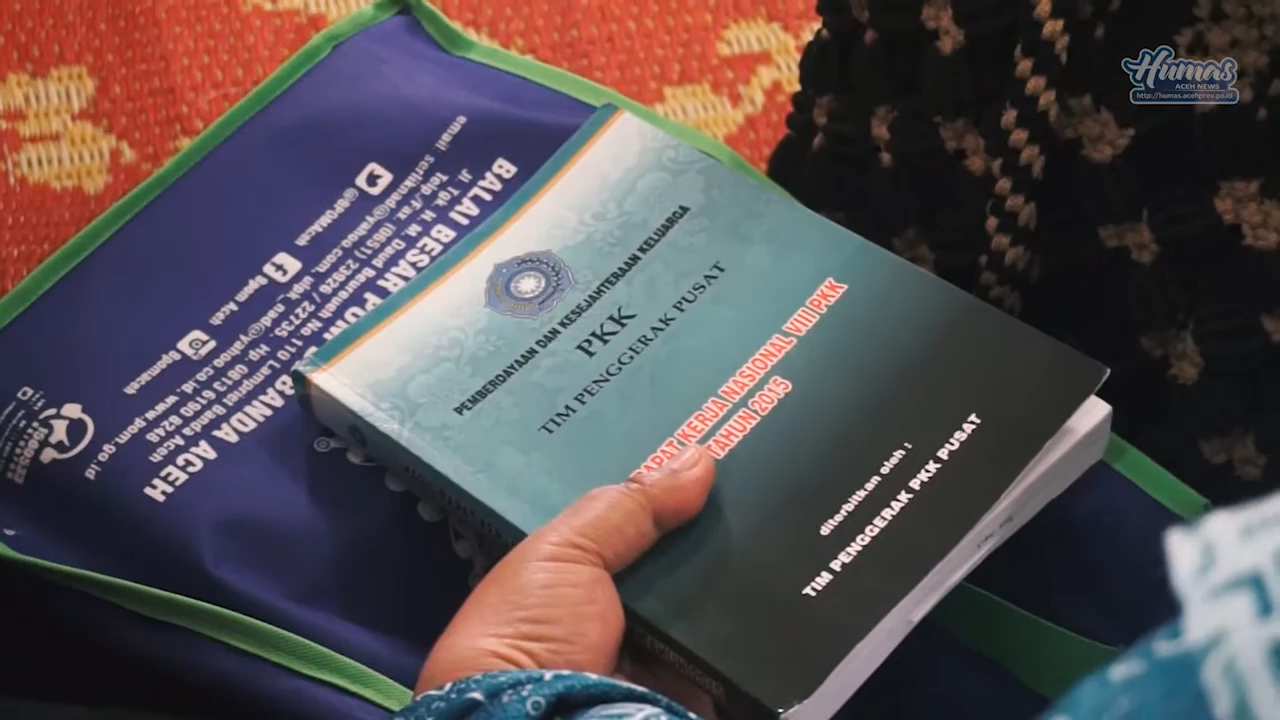 Humas
ACEH NEWS
http://humas.acehprov.go.id
PEMBERDAYAAN DAN KESEJAHTERAAN KELUARGA
PKK
TIM PENGGERAK PUSAT
RAPAT KERJA NASIONAL VIII PKK
TAHUN 2015
diterbitkan oleh :
TIM PENGGERAK PKK PUSAT
BALAI BESAR POM BANDA ACEH
Jl. Tgk. H. M. Daud Beureueh No.110 Lampriet Banda Aceh
Telp./Fax. (0651) 23926 / 22735. Hp. 0813 6190 8248
email: serliknad@yahoo.com, ulpk_nad@yahoo.co.id. www.pom.go.id
@BPOMAceh
Bpom Aceh
Bpomaceh